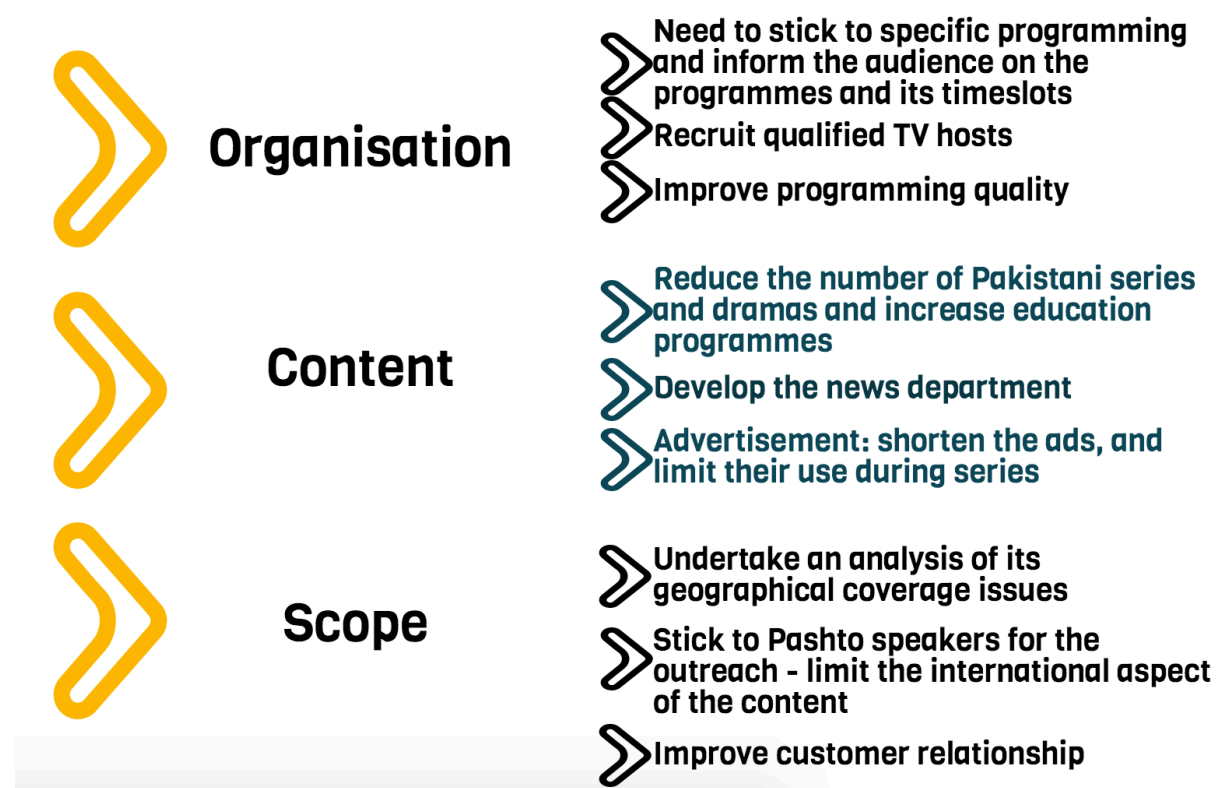 Organisation
Need to stick to specific programming
and inform the audience on the
programmes and its timeslots
Recruit qualified TV hosts
Improve programming quality
Content
Reduce the number of Pakistani series
and dramas and increase education
programmes
Develop the news department
Advertisement: shorten the ads, and
limit their use during series
Scope
Undertake an analysis of its
geographical coverage issues
Stick to Pashto speakers for the
outreach - limit the international aspect
of the content
Improve customer relationship